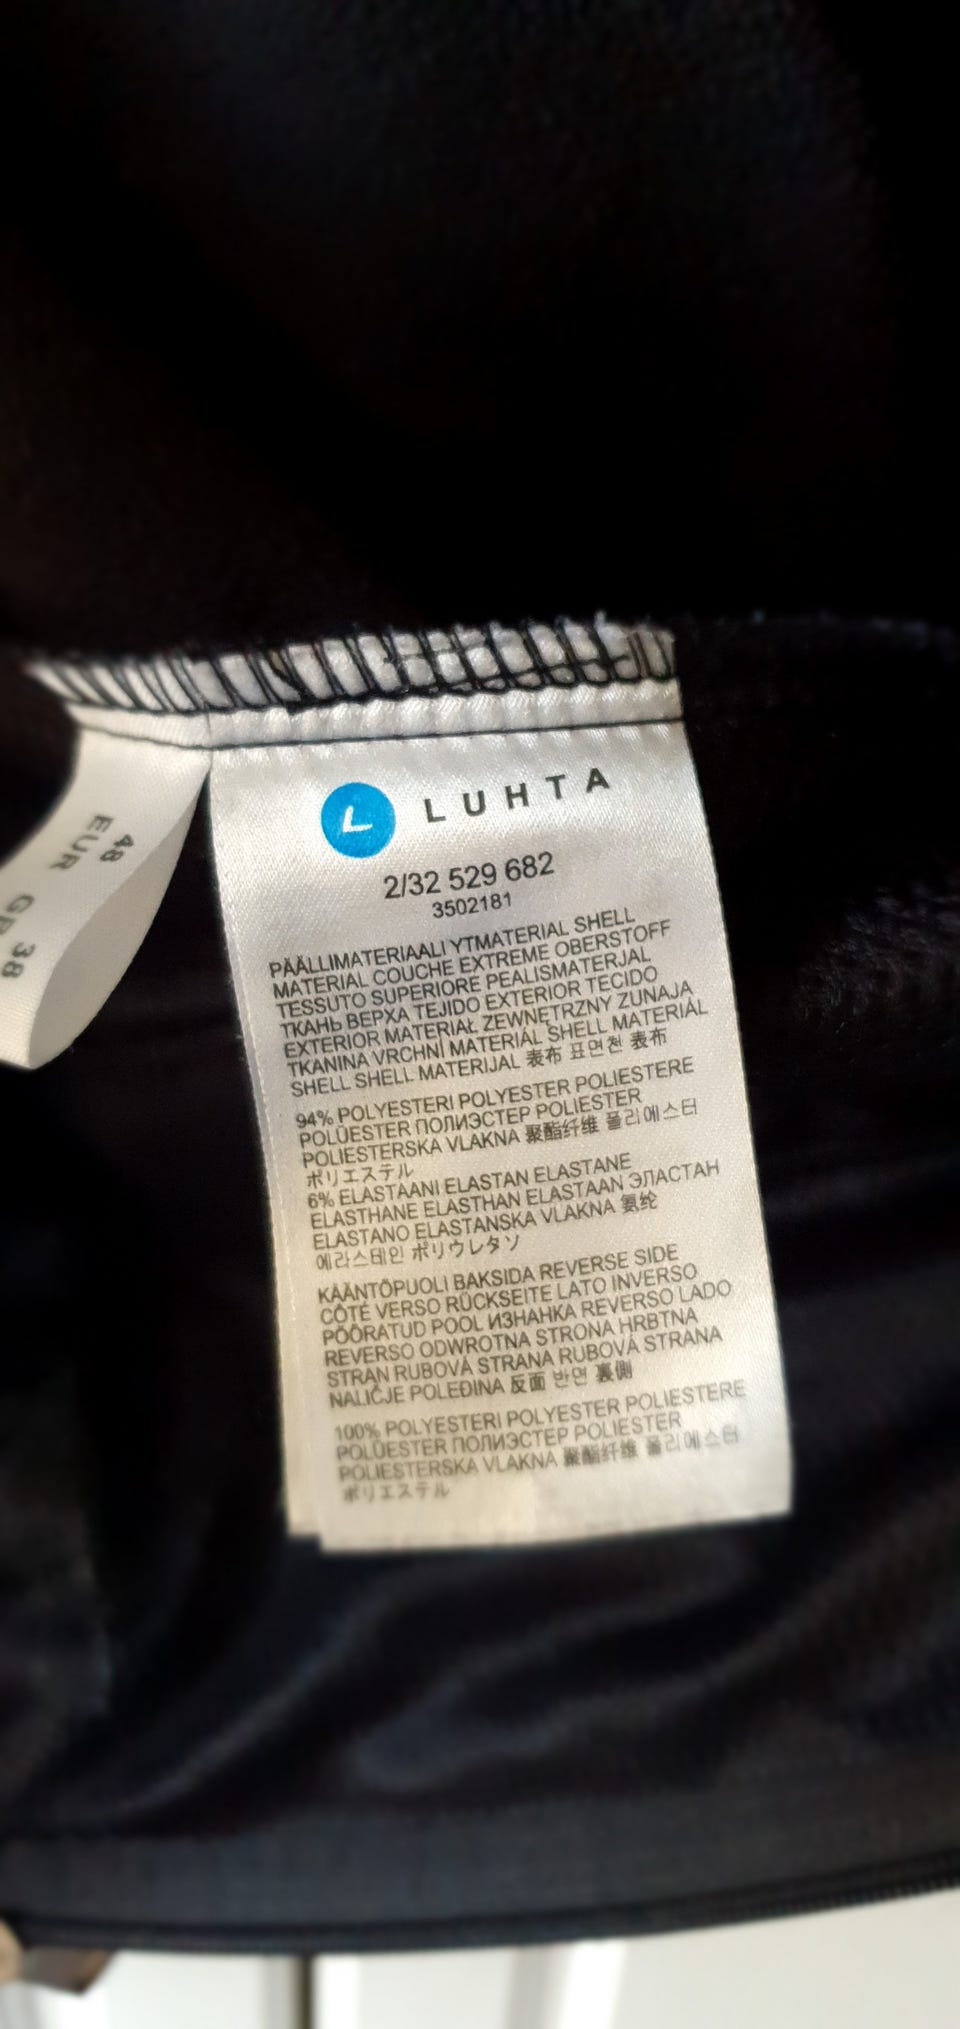 LUHTA
2/32 529 682
3502181
PÄÄLLIMATERIAALI YTMATERIAL SHELL
MATERIAL COUCHE EXTREME OBERSTOFF
TESSUTO SUPERIORE PEALISMATERJAL
ТКАНЬ ВЕРХА TEJIDO EXTERIOR TECIDO
EXTERIOR MATERIAŁ ZEWNĘTRZNY ZUNAJA
TKANINA VRCHNÍ MATERIÁL SHELL MATERIÁL
SHELL SHELL MATERIJAL 表布 표면천 表布
94% POLYESTERI POLYESTER POLIESTERE
POLÜESTER ПОЛИЭСТЕР POLIESTER
POLIESTERSKA VLAKNA 聚酯纤维 폴리에스터
ポリエステル
6% ELASTAANI ELASTAN ELASTANE
ELASTHANE ELASTHAN ELASTAAN ЭЛАСТАН
ELASTANO ELASTANSKA VLAKNA 氨纶
에라스테인 ポリウレタソ
KÄÄNTÖPUOLI BAKSIDA REVERSE SIDE
CÔTÉ VERSO RÜCKSEITE LATO INVERSO
PÖÖRATUD POOL ИЗНАНКА REVERSO LADO
REVERSO ODWROTNA STRONA HRBTNA
STRAN RUBOVÁ STRANA RUBOVÁ STRANA
NALIČJE POLEĐINA 反面 반면 裏側
100% POLYESTERI POLYESTER POLIESTERE
POLÜESTER ПОЛИЭСТЕР POLIESTER
POLIESTERSKA VLAKNA 聚酯纤维 폴리에스터
ポリエステル
48 38
EUR GB